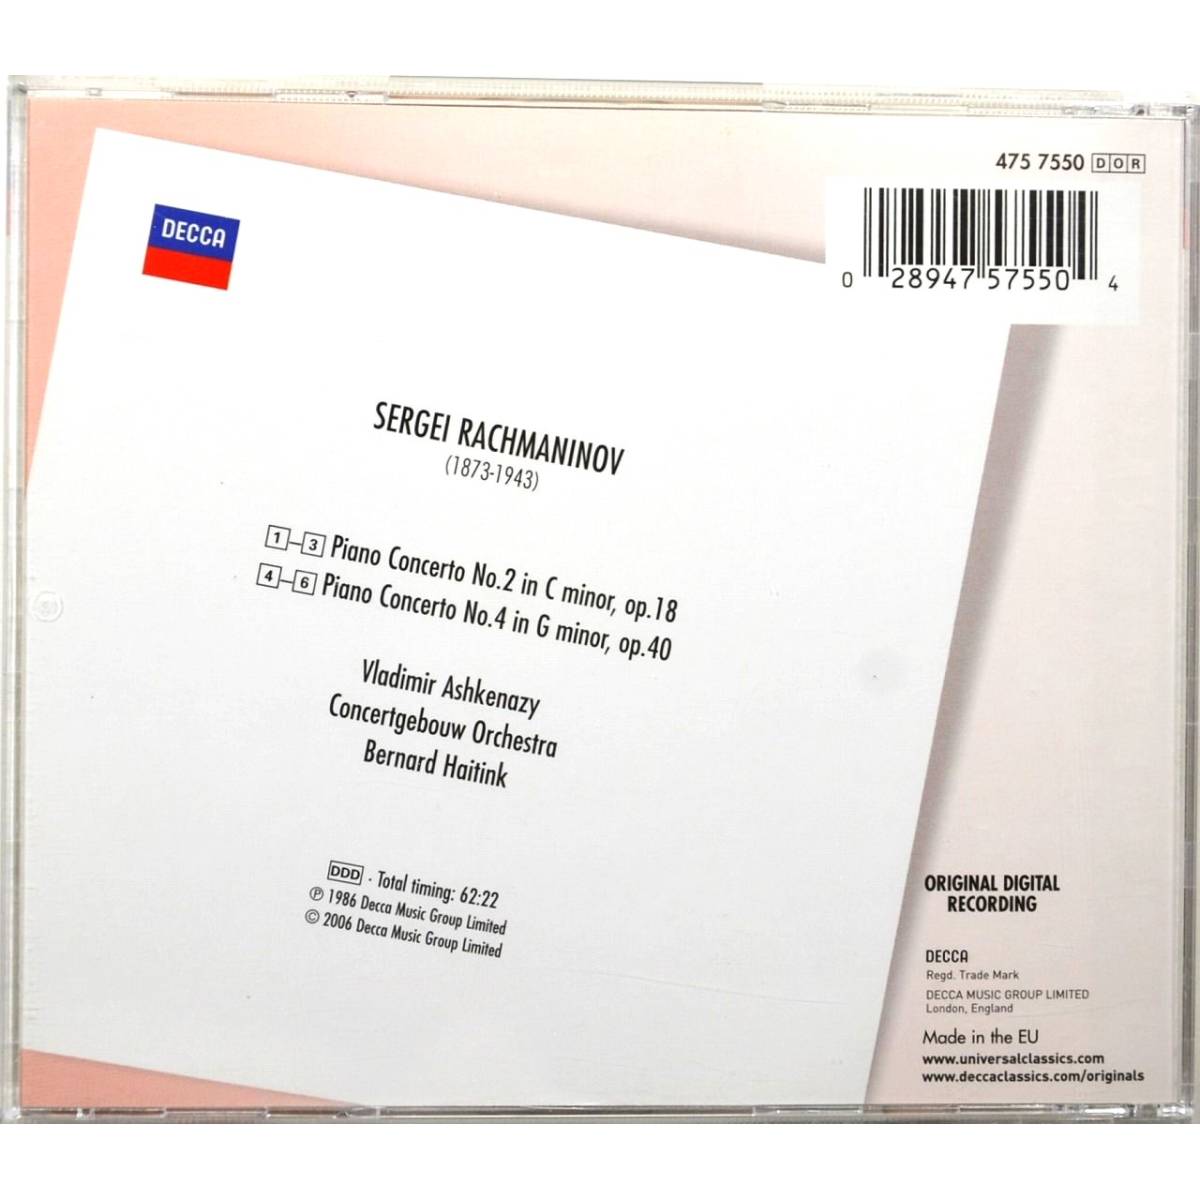 475 7550 DOR
0 28947 57550 4
DECCA
SERGEI RACHMANINOV
(1873-1943)
1–3 Piano Concerto No.2 in C minor, op.18
4–6 Piano Concerto No.4 in G minor, op.40
Vladimir Ashkenazy
Concertgebouw Orchestra
Bernard Haitink
DDD · Total timing: 62:22
℗ 1986 Decca Music Group Limited
© 2006 Decca Music Group Limited
ORIGINAL DIGITAL
RECORDING
DECCA
Regd. Trade Mark
DECCA MUSIC GROUP LIMITED
London, England
Made in the EU
www.universalclassics.com
www.deccaclassics.com/originals